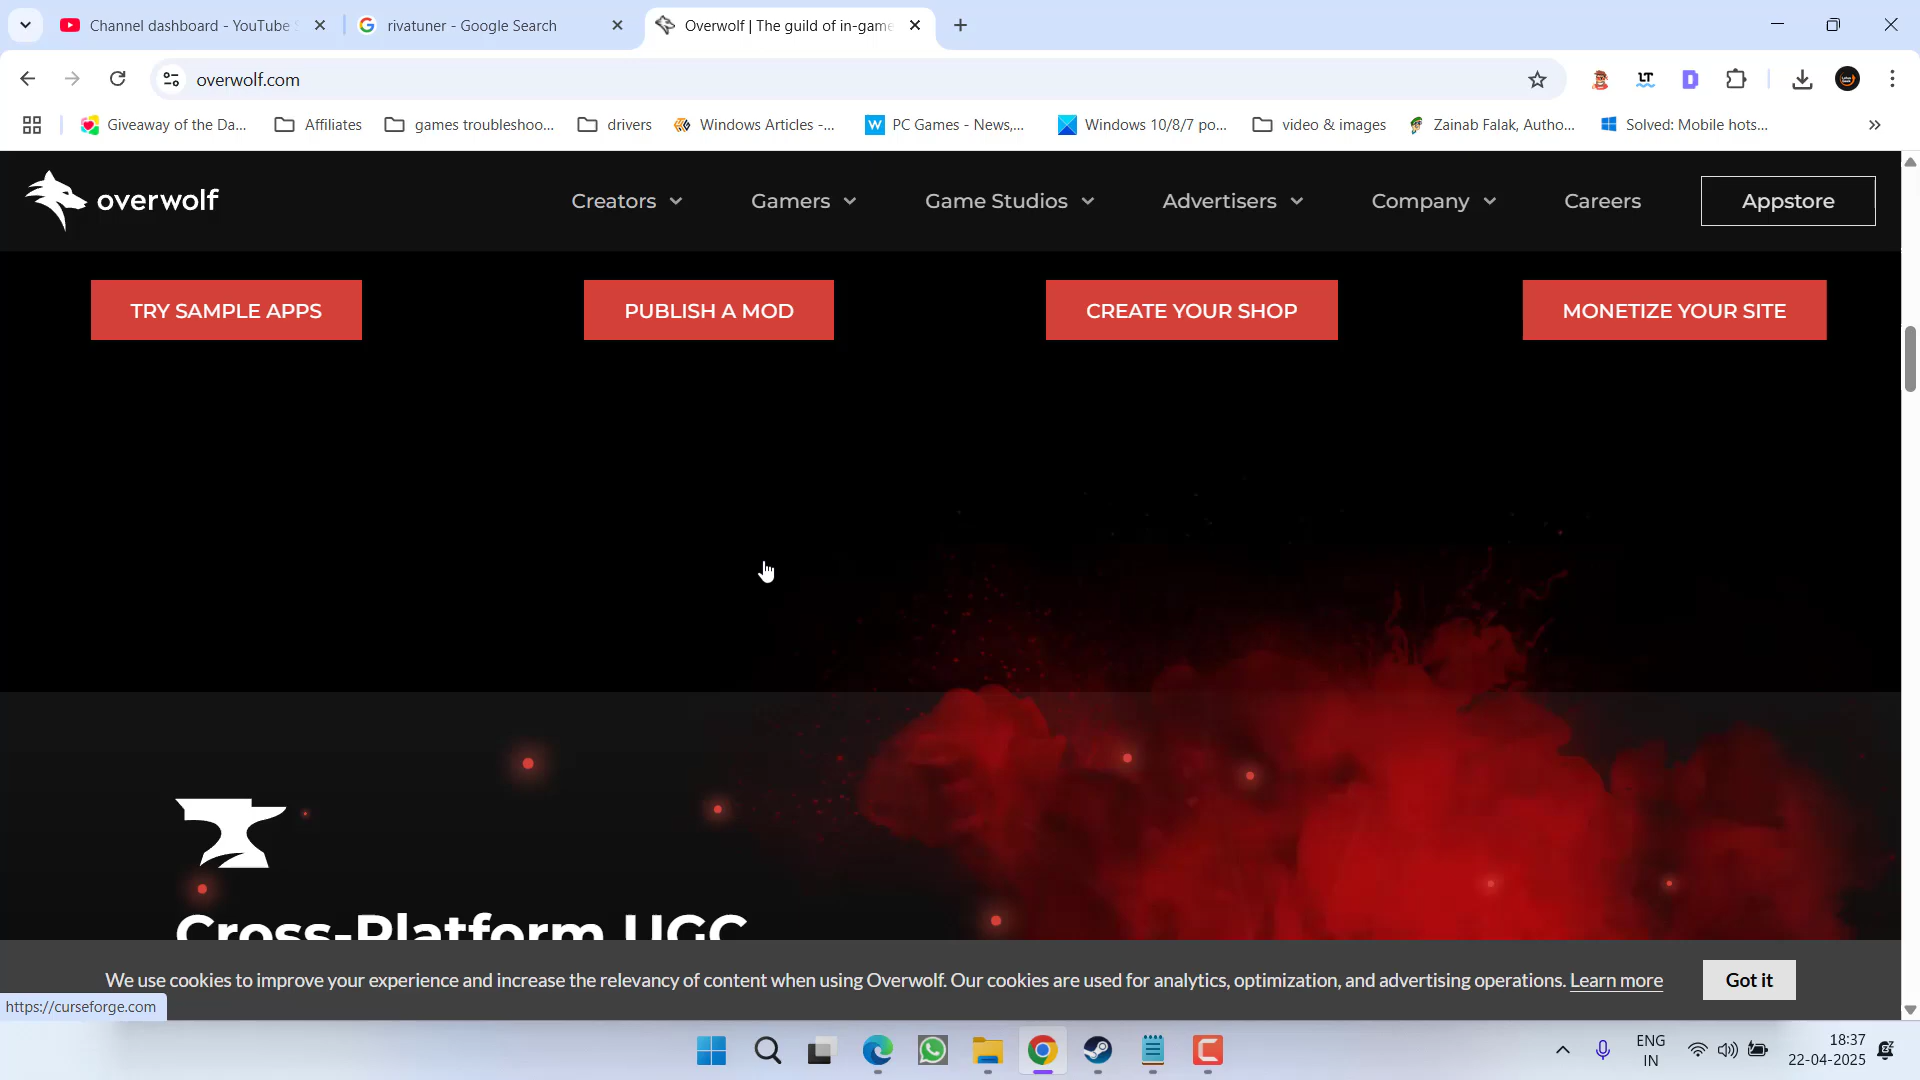 Channel dashboard - YouTube S
rivatuner - Google Search
Overwolf | The guild of in-game
overwolf.com
Giveaway of the Da...
Affiliates
games troubleshoo...
drivers
Windows Articles -...
PC Games - News,...
Windows 10/8/7 po...
video & images
Zainab Falak, Autho...
Solved: Mobile hots...
overwolf
Creators
Gamers
Game Studios
Advertisers
Company
Careers
Appstore
TRY SAMPLE APPS
PUBLISH A MOD
CREATE YOUR SHOP
MONETIZE YOUR SITE
Cross-Platform UGC
We use cookies to improve your experience and increase the relevancy of content when using Overwolf. Our cookies are used for analytics, optimization, and advertising operations. Learn more
Got it
https://curseforge.com
ENG
IN
18:37
22-04-2025